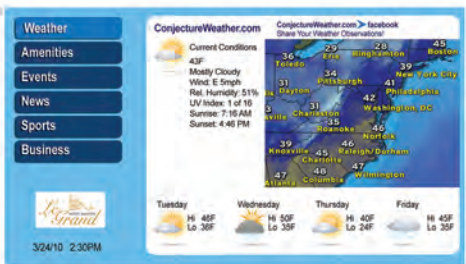 Weather
Amenities
Events
News
Sports
Business
Grand
3/24/10 2:30PM
ConjectureWeather.com
Current Conditions
43F
Mostly Cloudy
Wind: E 5mph
Rel. Humidity: 51%
UV Index: 1 of 16
Sunrise: 7:16 AM
Sunset: 4:46 PM
ConjectureWeather.com facebook
Share Your Weather Observations!
36 Toledo
29 Erie
28 Binghamton
45 Boston
39 New York City
34 Pittsburgh
31 Dayton
41 Philadelphia
42 Washington, DC
31 Charleston
35 Roanoke
46 Norfolk
39 Knoxville
46 Raleigh/Durham
45 Charlotte
47 Atlanta
48 Columbia
47 Wilmington
Tuesday
Hi 46F
Lo 36F
Wednesday
Hi 50F
Lo 35F
Thursday
Hi 40F
Lo 24F
Friday
Hi 45F
Lo 35F